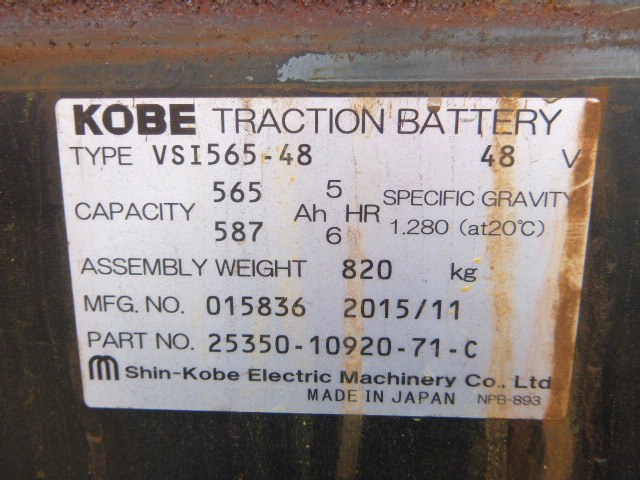 KOBE TRACTION BATTERY
TYPE VSI565-48 48 V
CAPACITY 565 Ah 5 HR SPECIFIC GRAVITY
587 6 1.280 (at20℃)
ASSEMBLY WEIGHT 820 kg
MFG. NO. 015836 2015/11
PART NO. 25350-10920-71-C
Shin-Kobe Electric Machinery Co., Ltd
MADE IN JAPAN NPB-893